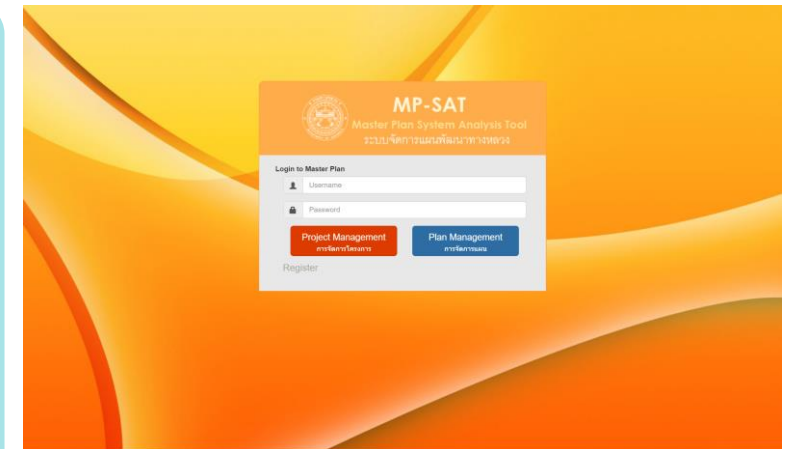 MP-SAT
Master Plan System Analysis Tool
ระบบจัดการแผนพัฒนาทางหลวง
Login to Master Plan
Username
Password
Project Management
การจัดการโครงการ
Plan Management
การจัดการแผน
Register